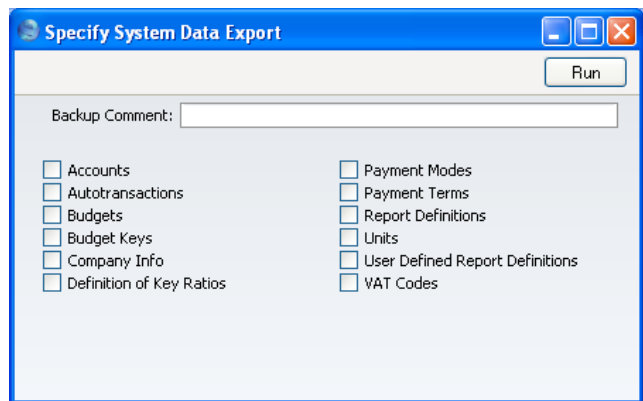 Specify System Data Export
Run
Backup Comment:
Accounts
Autotransactions
Budgets
Budget Keys
Company Info
Definition of Key Ratios
Payment Modes
Payment Terms
Report Definitions
Units
User Defined Report Definitions
VAT Codes